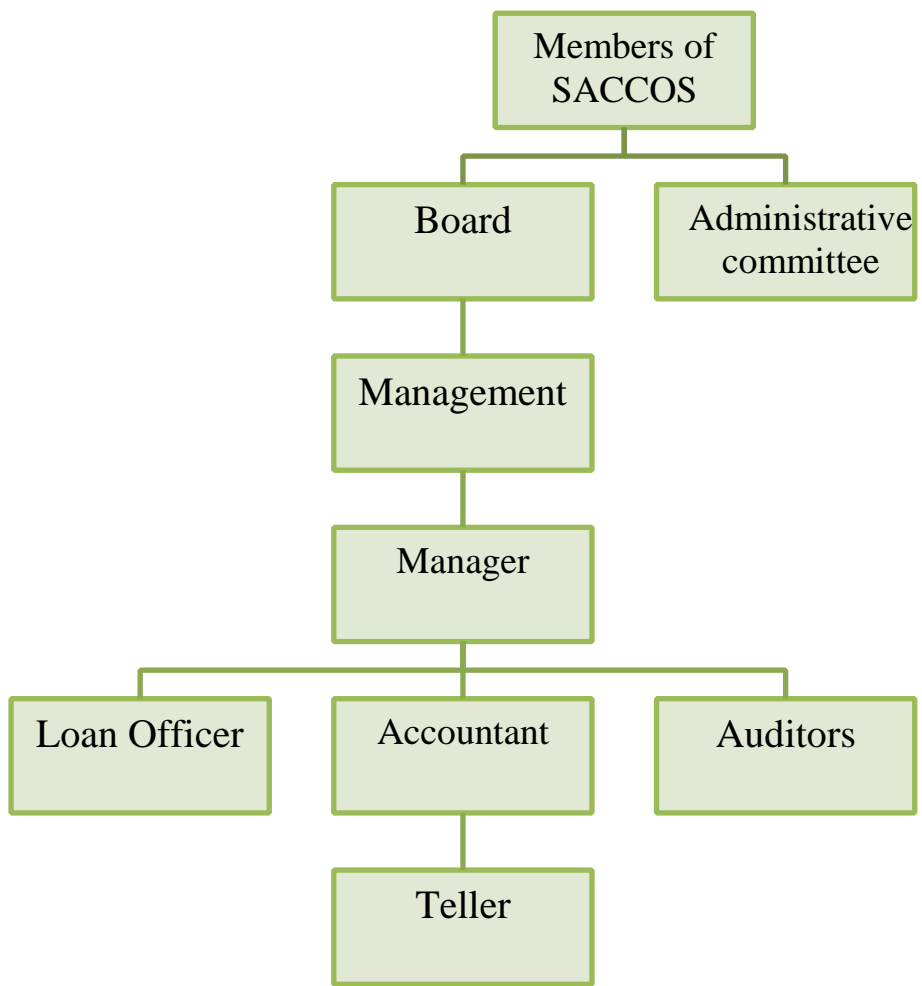 Members of
SACCOS
Board
Administrative
committee
Management
Manager
Loan Officer
Accountant
Auditors
Teller